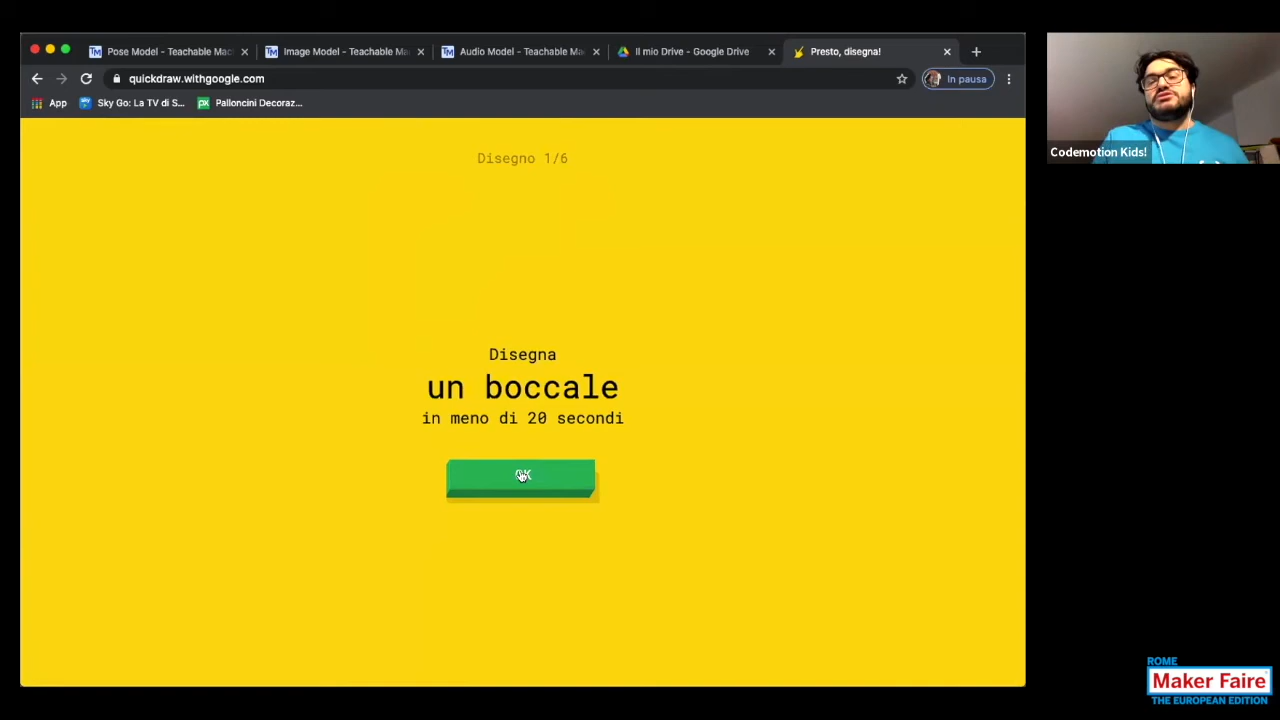 Pose Model - Teachable Mac
Image Model - Teachable Ma
Audio Model - Teachable Ma
Il mio Drive - Google Drive
Presto, disegna!
quickdraw.withgoogle.com
In pausa
App
Sky Go: La TV di S...
Palloncini Decoraz...
Disegno 1/6
Disegna
un boccale
in meno di 20 secondi
OK
Codemotion Kids!
ROME
Maker Faire
THE EUROPEAN EDITION